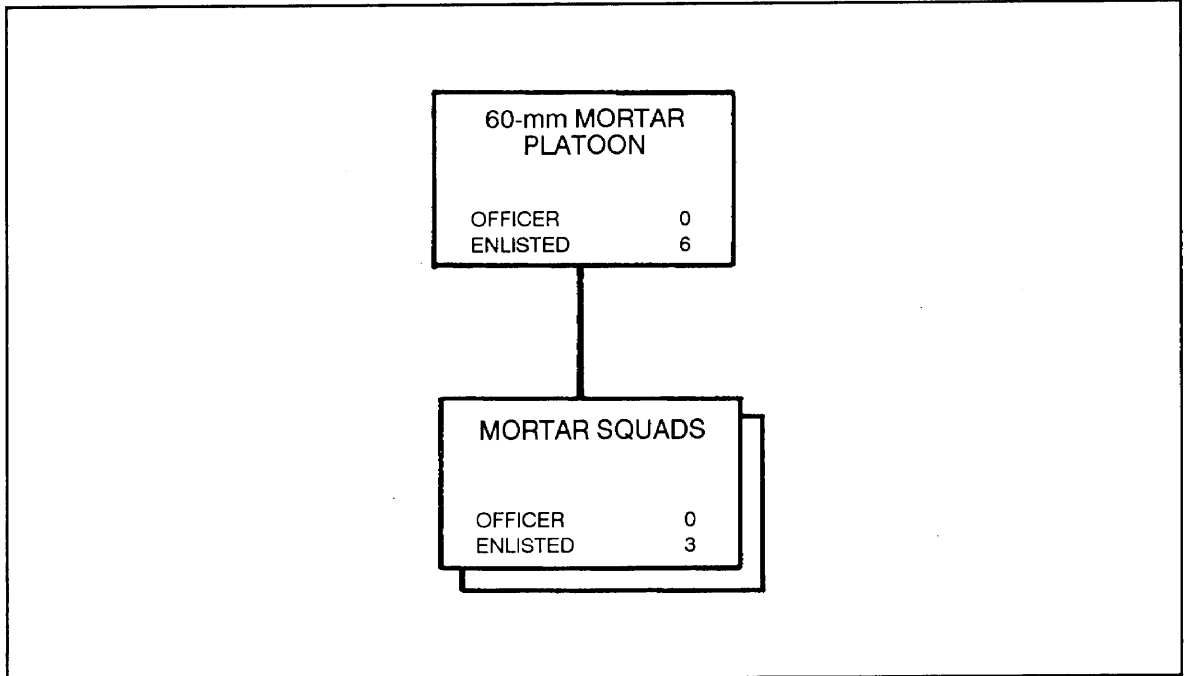 60-mm MORTAR
PLATOON
OFFICER 0
ENLISTED 6
MORTAR SQUADS
OFFICER 0
ENLISTED 3